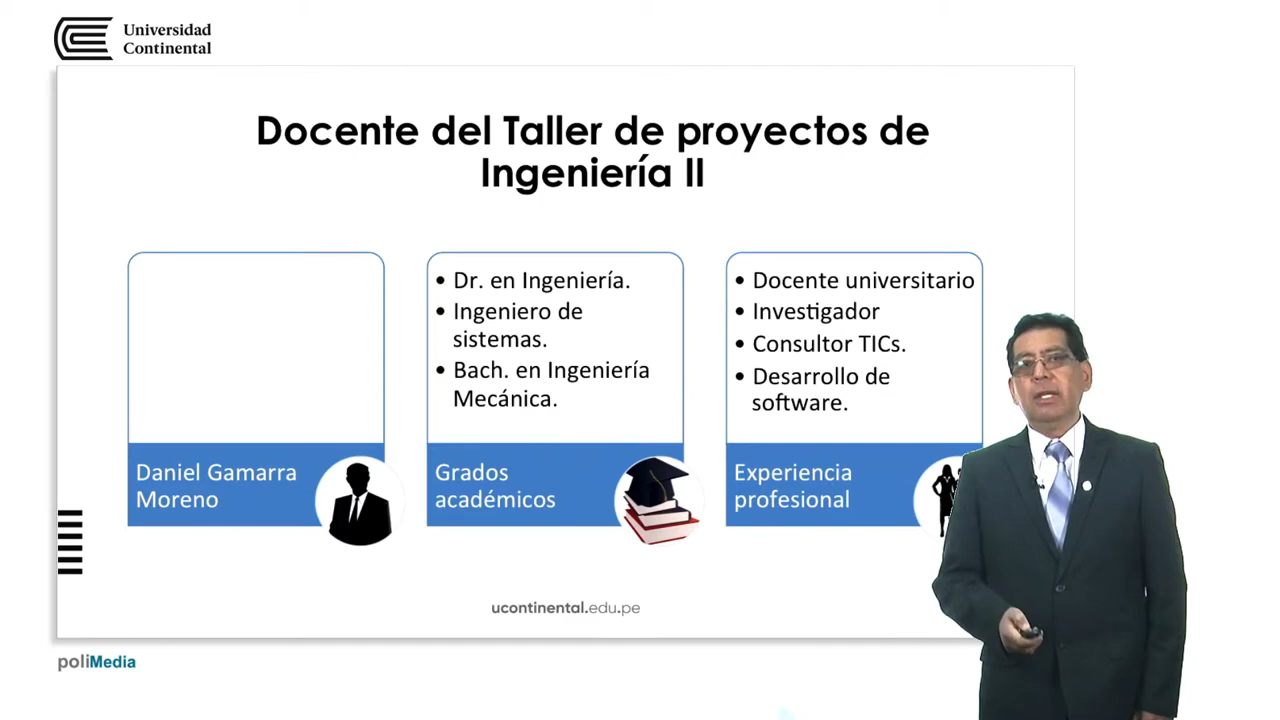 Universidad
Continental
Docente del Taller de proyectos de
Ingeniería II
• Dr. en Ingeniería.
• Ingeniero de
sistemas.
• Bach. en Ingeniería
Mecánica.
• Docente universitario
• Investigador
• Consultor TICs.
• Desarrollo de
software.
Daniel Gamarra
Moreno
Grados
académicos
Experiencia
profesional
ucontinental.edu.pe
poliMedia